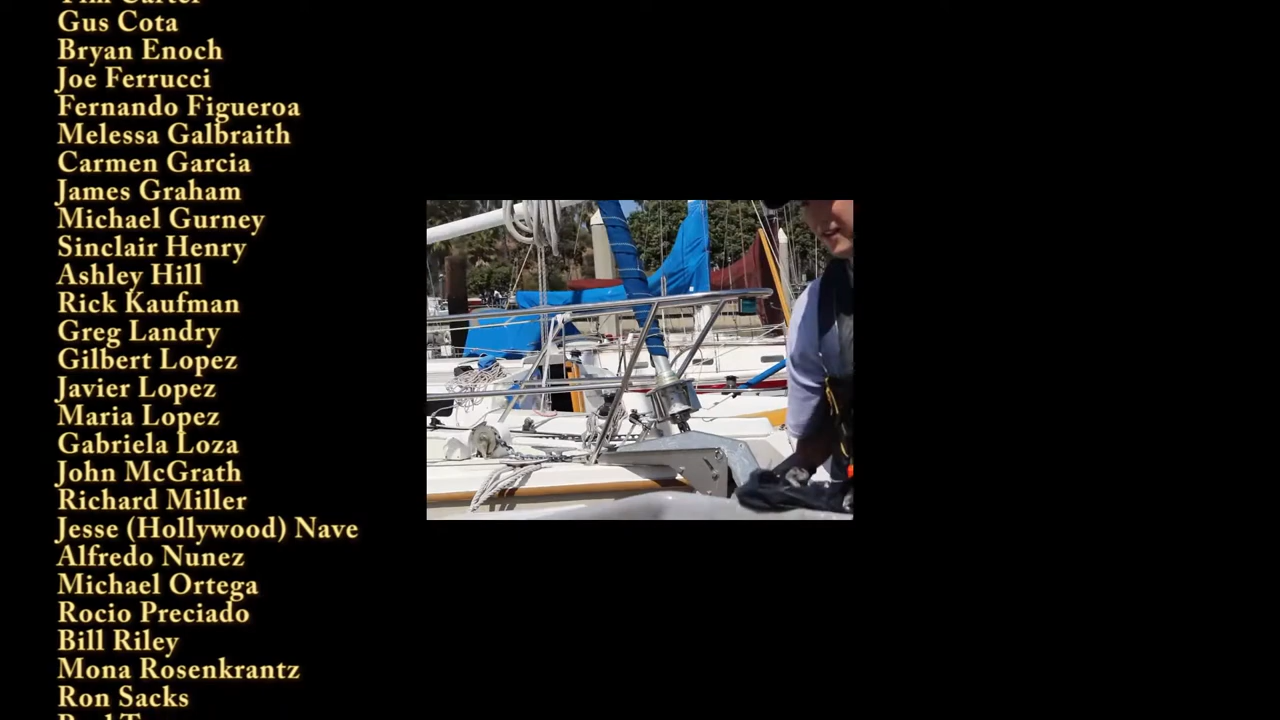 Gus Cota
Bryan Enoch
Joe Ferrucci
Fernando Figueroa
Melessa Galbraith
Carmen Garcia
James Graham
Michael Gurney
Sinclair Henry
Ashley Hill
Rick Kaufman
Greg Landry
Gilbert Lopez
Javier Lopez
Maria Lopez
Gabriela Loza
John McGrath
Richard Miller
Jesse (Hollywood) Nave
Alfredo Nunez
Michael Ortega
Rocio Preciado
Bill Riley
Mona Rosenkrantz
Ron Sacks